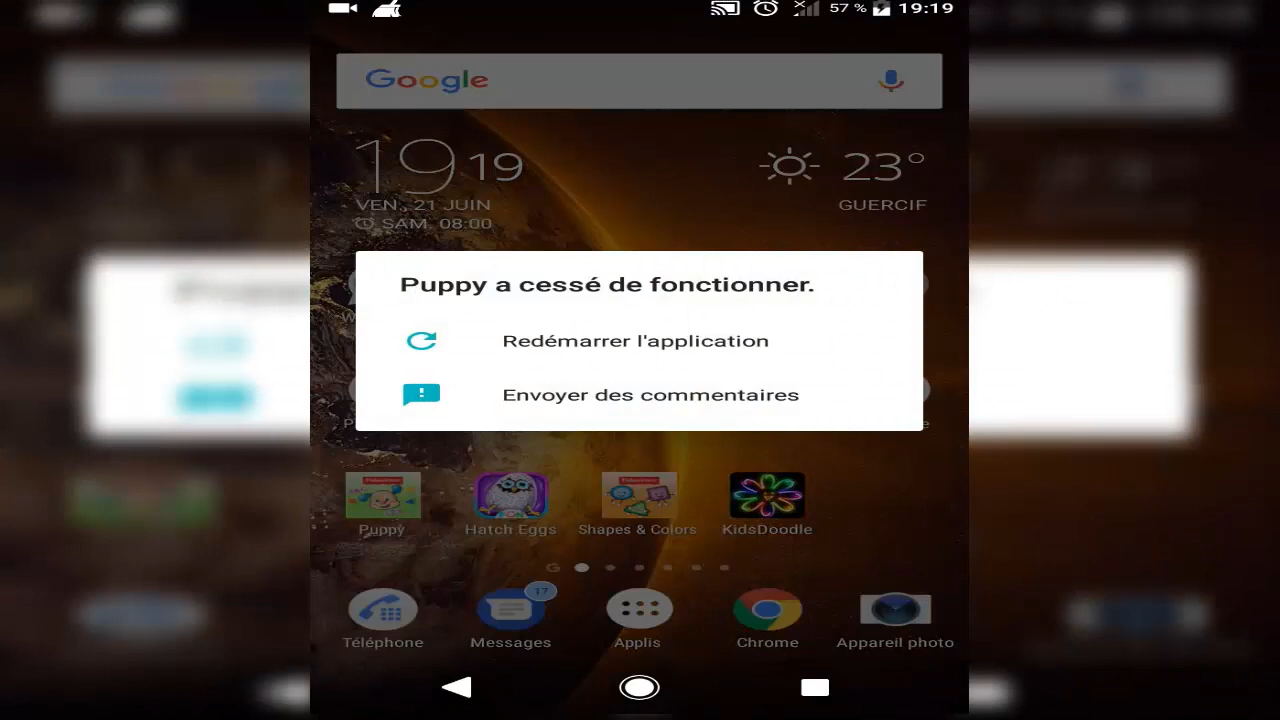 57 % 19:19
Google
19 19
23°
VEN., 21 JUIN
GUERCIF
SAM. 08:00
Puppy a cessé de fonctionner.
Redémarrer l'application
Envoyer des commentaires
Puppy
Hatch Eggs
Shapes & Colors
KidsDoodle
G
17
Téléphone
Messages
Applis
Chrome
Appareil photo